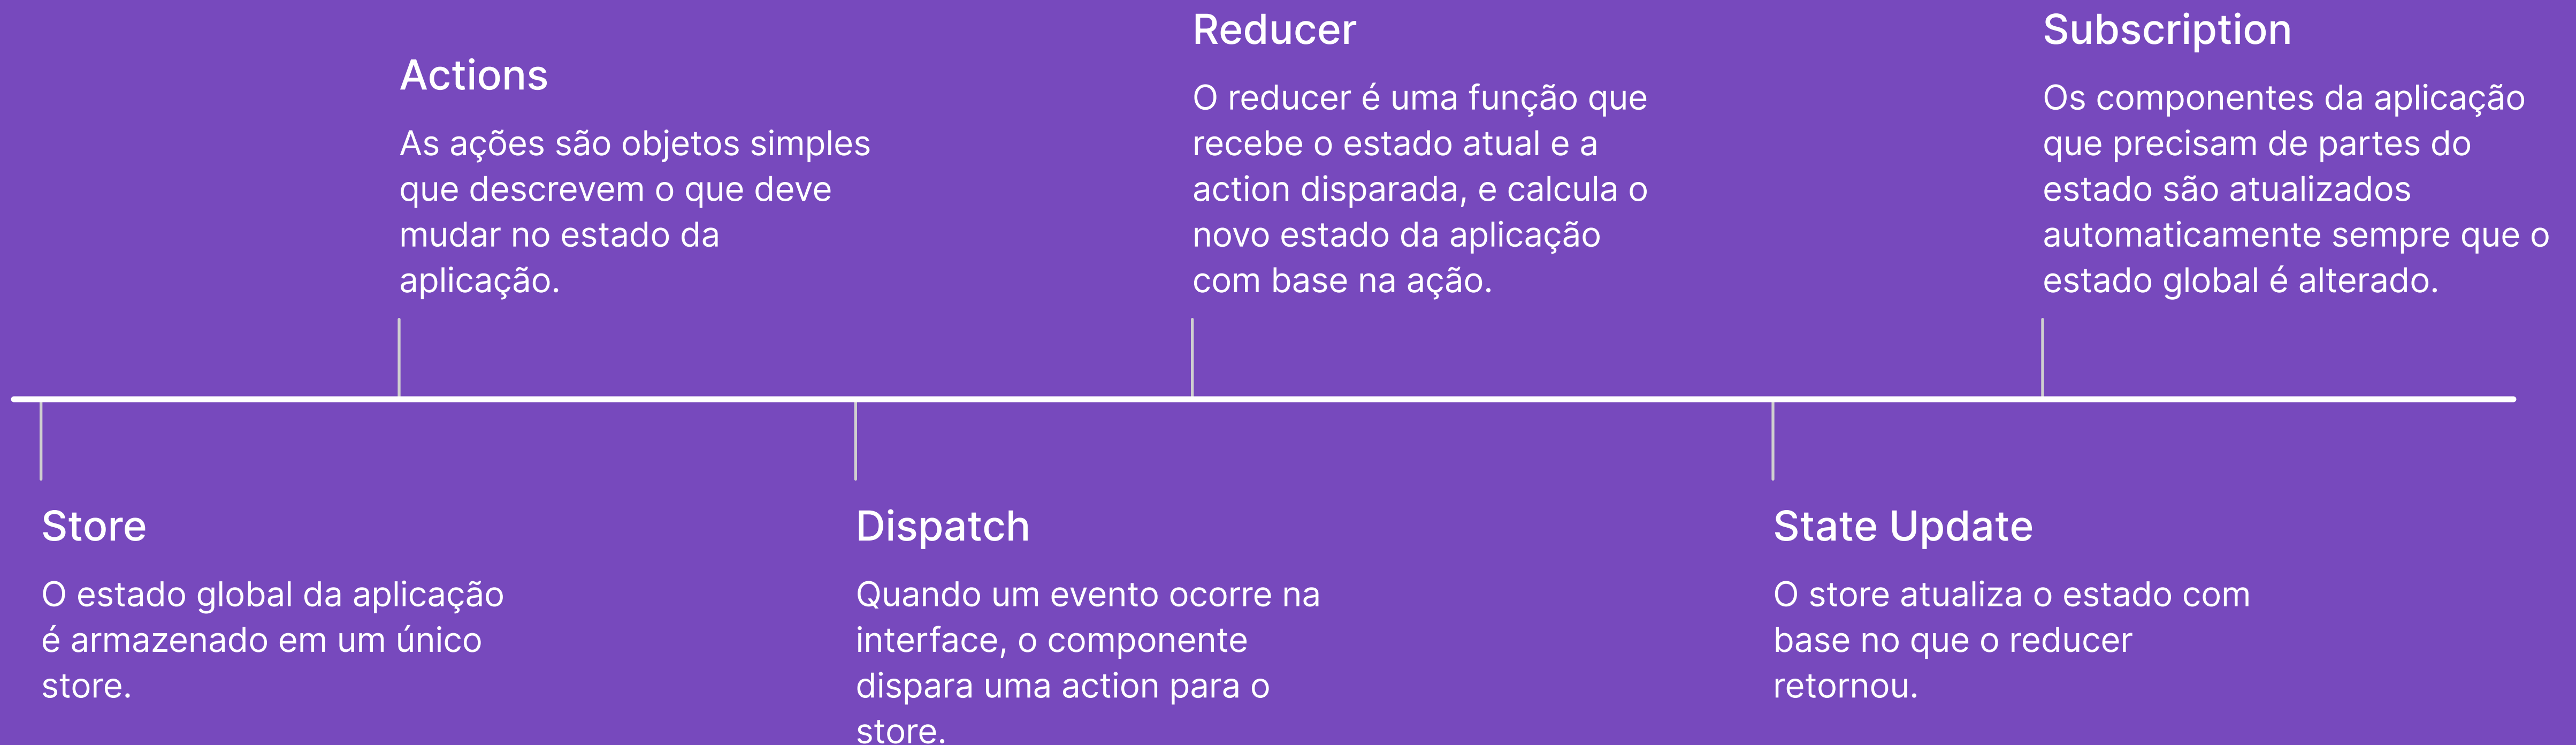 Store
O estado global da aplicação
é armazenado em um único
store.
Actions
As ações são objetos simples
que descrevem o que deve
mudar no estado da
aplicação.
Dispatch
Quando um evento ocorre na
interface, o componente
dispara uma action para o
store.
Reducer
O reducer é uma função que
recebe o estado atual e a
action disparada, e calcula o
novo estado da aplicação
com base na ação.
State Update
O store atualiza o estado com
base no que o reducer
retornou.
Subscription
Os componentes da aplicação
que precisam de partes do
estado são atualizados
automaticamente sempre que o
estado global é alterado.